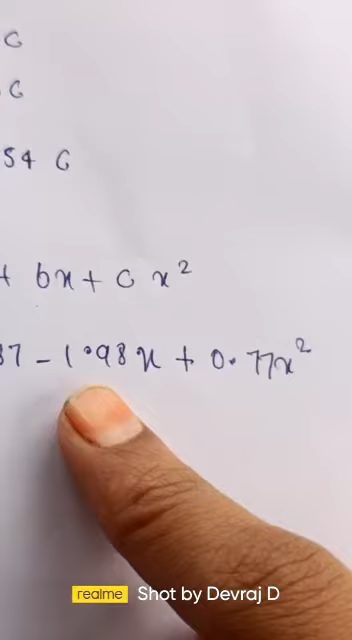 C
C
54 C
+ bx + c x²
37 - 1.98x + 0.77x²
realme Shot by Devraj D